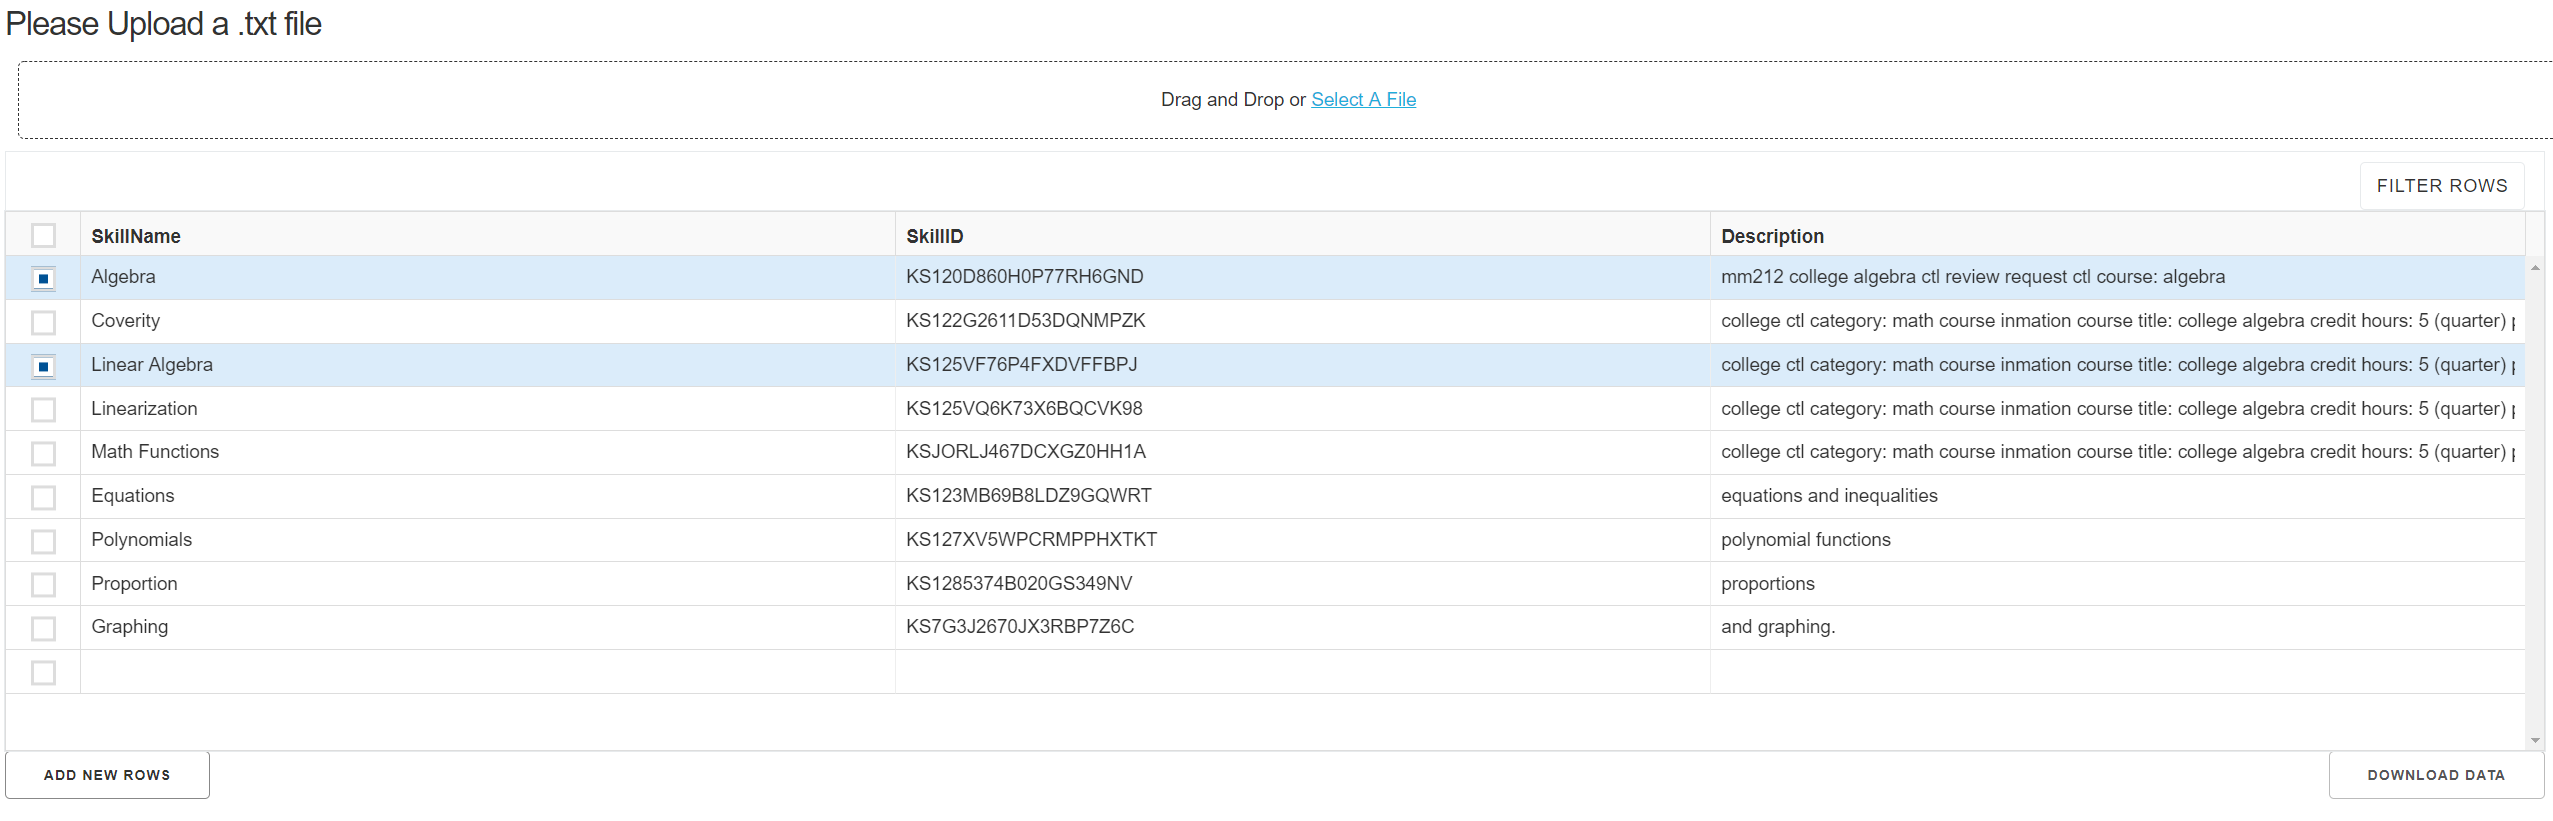 Please Upload a .txt file
Drag and Drop or Select A File
FILTER ROWS
SkillName SkillID Description
Algebra KS120D860H0P77RH6GND mm212 college algebra ctl review request ctl course: algebra
Coverity KS122G2611D53DQNMPZK college ctl category: math course inmation course title: college algebra credit hours: 5 (quarter)
Linear Algebra KS125VF76P4FXDVFFBPJ college ctl category: math course inmation course title: college algebra credit hours: 5 (quarter)
Linearization KS125VQ6K73X6BQCVK98 college ctl category: math course inmation course title: college algebra credit hours: 5 (quarter)
Math Functions KSJORLJ467DCXGZ0HH1A college ctl category: math course inmation course title: college algebra credit hours: 5 (quarter)
Equations KS123MB69B8LDZ9GQWRT equations and inequalities
Polynomials KS127XV5WPCRMPPHXTKT polynomial functions
Proportion KS1285374B020GS349NV proportions
Graphing KS7G3J2670JX3RBP7Z6C and graphing.
ADD NEW ROWS DOWNLOAD DATA